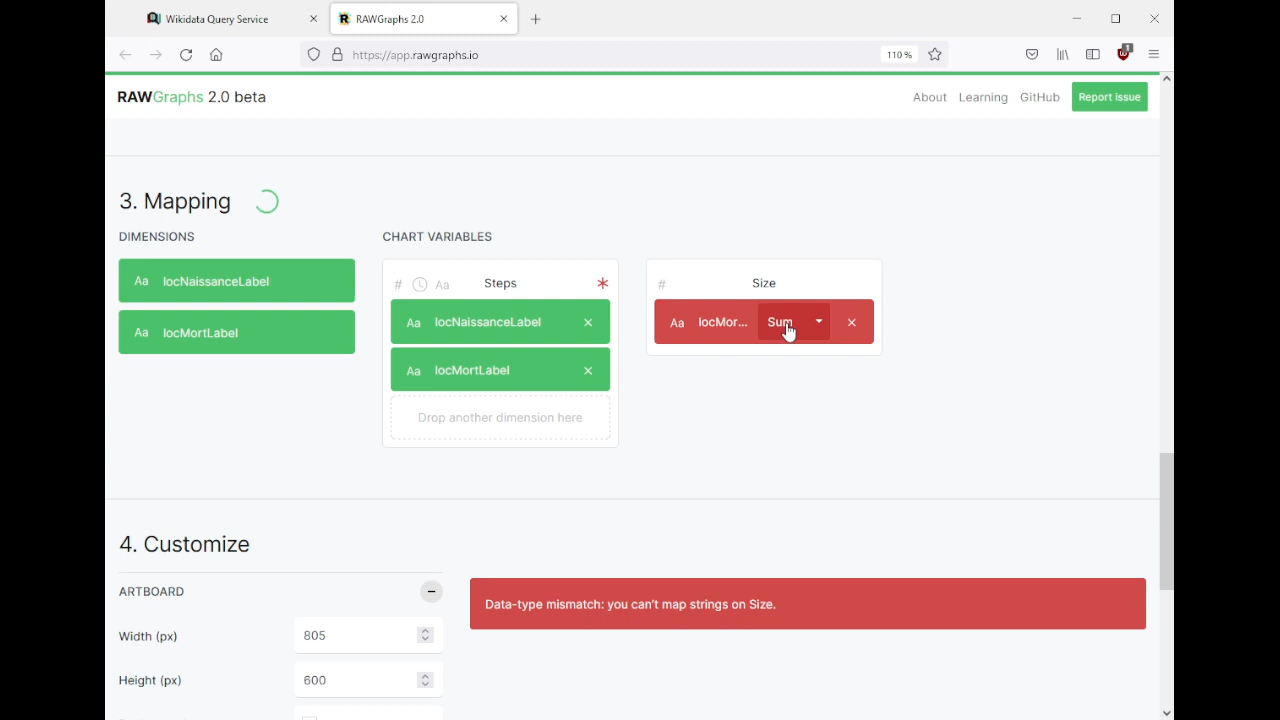 Wikidata Query Service
RAWGraphs 2.0
https://app.rawgraphs.io
110 %
1
RAWGraphs 2.0 beta
About
Learning
GitHub
Report issue
3. Mapping
DIMENSIONS
CHART VARIABLES
Aa locNaissanceLabel
Aa locMortLabel
# Aa Steps *
Aa locNaissanceLabel
Aa locMortLabel
Drop another dimension here
# Size
Aa locMor... Sum
4. Customize
ARTBOARD
Width (px)
805
Height (px)
600
Data-type mismatch: you can't map strings on Size.